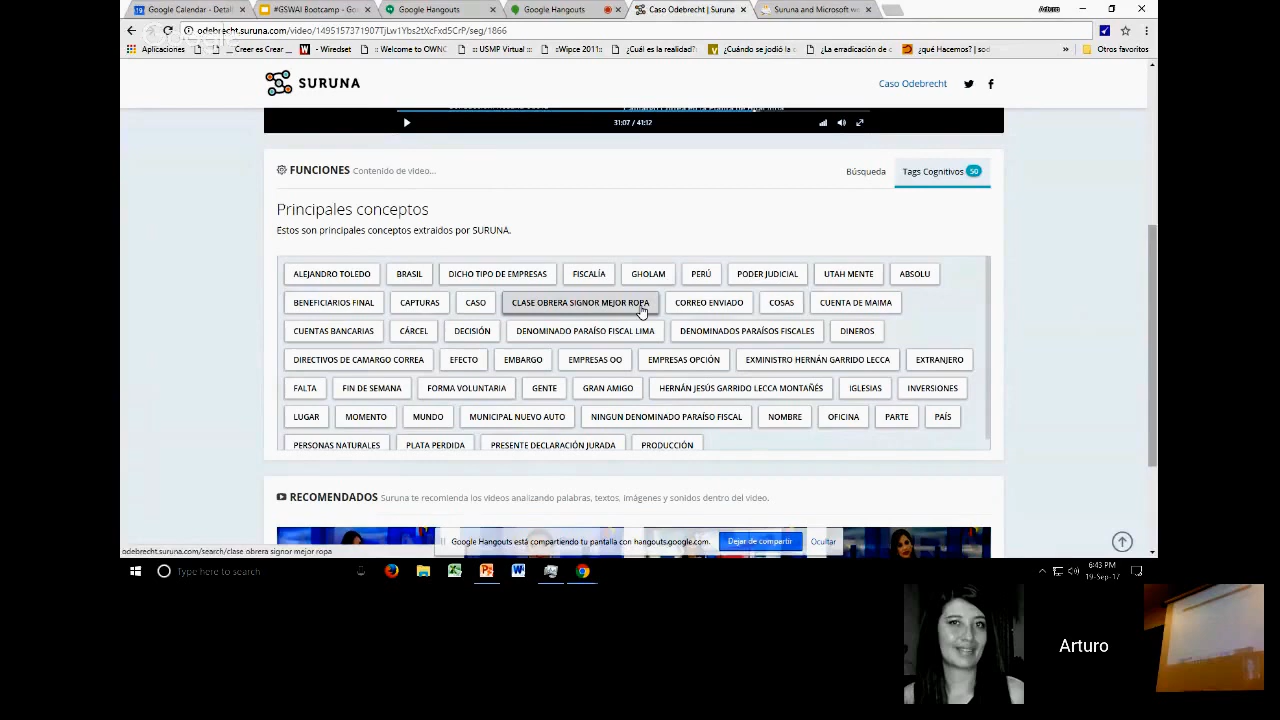 Google Calendar - Detail
#GSWAI Bootcamp - Go
Google Hangouts
Google Hangouts
Caso Odebrecht | Suruna
Suruna and Microsoft w
Arturo
odebrecht.suruna.com/video/1495157371907TjLw1Ybs2tXcFxd5CrP/seg/1866
Aplicaciones
.::Creer es Crear ::.
- Wiredset
:: Welcome to OWNC
.:: :: USMP Virtual ::.
::Wipce 2011::
¿Cuál es la realidad?
¿Cuándo se jodió la
¿La erradicación de
¿qué Hacemos? | so
»
Otros favoritos
SURUNA
Caso Odebrecht
31:07 / 41:12
FUNCIONES Contenido de video...
Búsqueda
Tags Cognitivos 50
Principales conceptos
Estos son principales conceptos extraidos por SURUNA.
ALEJANDRO TOLEDO BRASIL DICHO TIPO DE EMPRESAS FISCALÍA GHOLAM PERÚ PODER JUDICIAL UTAH MENTE ABSOLU
BENEFICIARIOS FINAL CAPTURAS CASO CLASE OBRERA SIGNOR MEJOR ROPA CORREO ENVIADO COSAS CUENTA DE MAIMA
CUENTAS BANCARIAS CÁRCEL DECISIÓN DENOMINADO PARAÍSO FISCAL LIMA DENOMINADOS PARAÍSOS FISCALES DINEROS
DIRECTIVOS DE CAMARGO CORREA EFECTO EMBARGO EMPRESAS OO EMPRESAS OPCIÓN EXMINISTRO HERNÁN GARRIDO LECCA EXTRANJERO
FALTA FIN DE SEMANA FORMA VOLUNTARIA GENTE GRAN AMIGO HERNÁN JESÚS GARRIDO LECCA MONTAÑÉS IGLESIAS INVERSIONES
LUGAR MOMENTO MUNDO MUNICIPAL NUEVO AUTO NINGUN DENOMINADO PARAÍSO FISCAL NOMBRE OFICINA PARTE PAÍS
PERSONAS NATURALES PLATA PERDIDA PRESENTE DECLARACIÓN JURADA PRODUCCIÓN
RECOMENDADOS Suruna te recomienda los videos analizando palabras, textos, imágenes y sonidos dentro del video.
Google Hangouts está compartiendo tu pantalla con hangouts.google.com.
Dejar de compartir
Ocultar
odebrecht.suruna.com/search/clase obrera signor mejor ropa
Type here to search
6:43 PM
19-Sep-17
Arturo